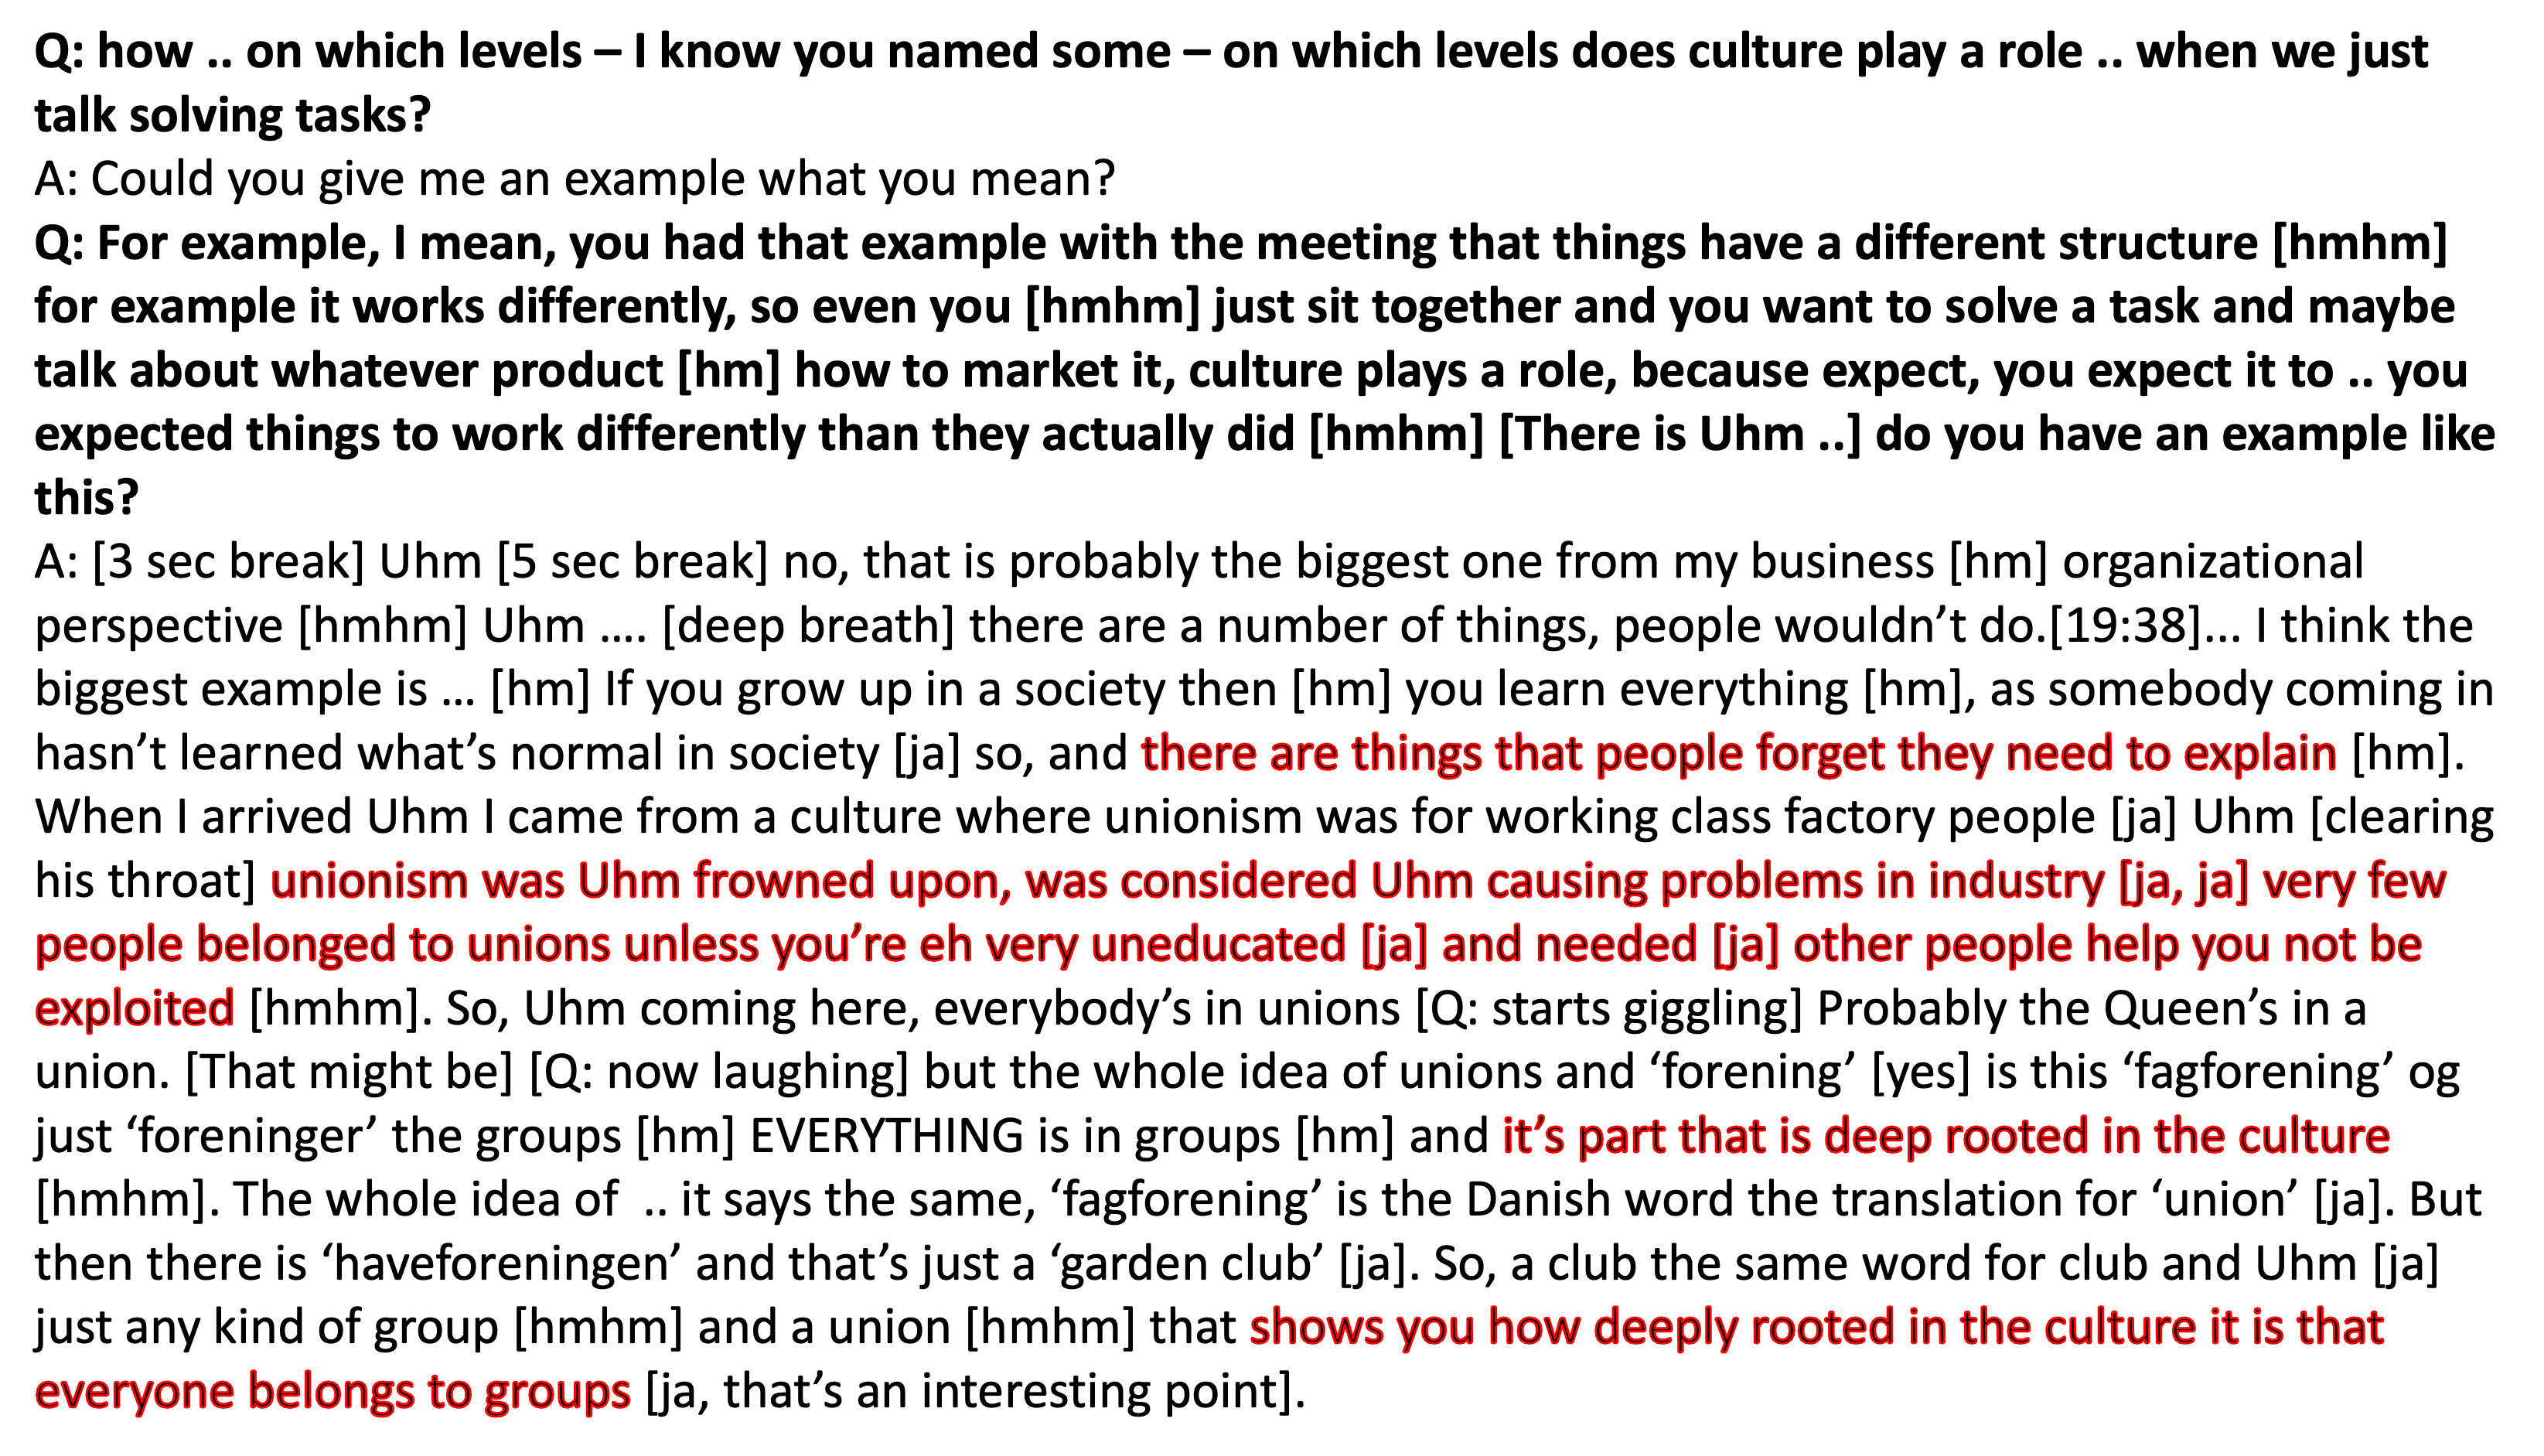 Q: how .. on which levels – I know you named some – on which levels does culture play a role .. when we just
talk solving tasks?
A: Could you give me an example what you mean?
Q: For example, I mean, you had that example with the meeting that things have a different structure [hmhm]
for example it works differently, so even you [hmhm] just sit together and you want to solve a task and maybe
talk about whatever product [hm] how to market it, culture plays a role, because expect, you expect it to .. you
expected things to work differently than they actually did [hmhm] [There is Uhm ..] do you have an example like
this?
A: [3 sec break] Uhm [5 sec break] no, that is probably the biggest one from my business [hm] organizational
perspective [hmhm] Uhm .... [deep breath] there are a number of things, people wouldn’t do.[19:38]... I think the
biggest example is ... [hm] If you grow up in a society then [hm] you learn everything [hm], as somebody coming in
hasn’t learned what’s normal in society [ja] so, and there are things that people forget they need to explain [hm].
When I arrived Uhm I came from a culture where unionism was for working class factory people [ja] Uhm [clearing
his throat] unionism was Uhm frowned upon, was considered Uhm causing problems in industry [ja, ja] very few
people belonged to unions unless you’re eh very uneducated [ja] and needed [ja] other people help you not be
exploited [hmhm]. So, Uhm coming here, everybody’s in unions [Q: starts giggling] Probably the Queen’s in a
union. [That might be] [Q: now laughing] but the whole idea of unions and ‘forening’ [yes] is this ‘fagforening’ og
just ‘foreninger’ the groups [hm] EVERYTHING is in groups [hm] and it’s part that is deep rooted in the culture
[hmhm]. The whole idea of .. it says the same, ‘fagforening’ is the Danish word the translation for ‘union’ [ja]. But
then there is ‘haveforeningen’ and that’s just a ‘garden club’ [ja]. So, a club the same word for club and Uhm [ja]
just any kind of group [hmhm] and a union [hmhm] that shows you how deeply rooted in the culture it is that
everyone belongs to groups [ja, that’s an interesting point].